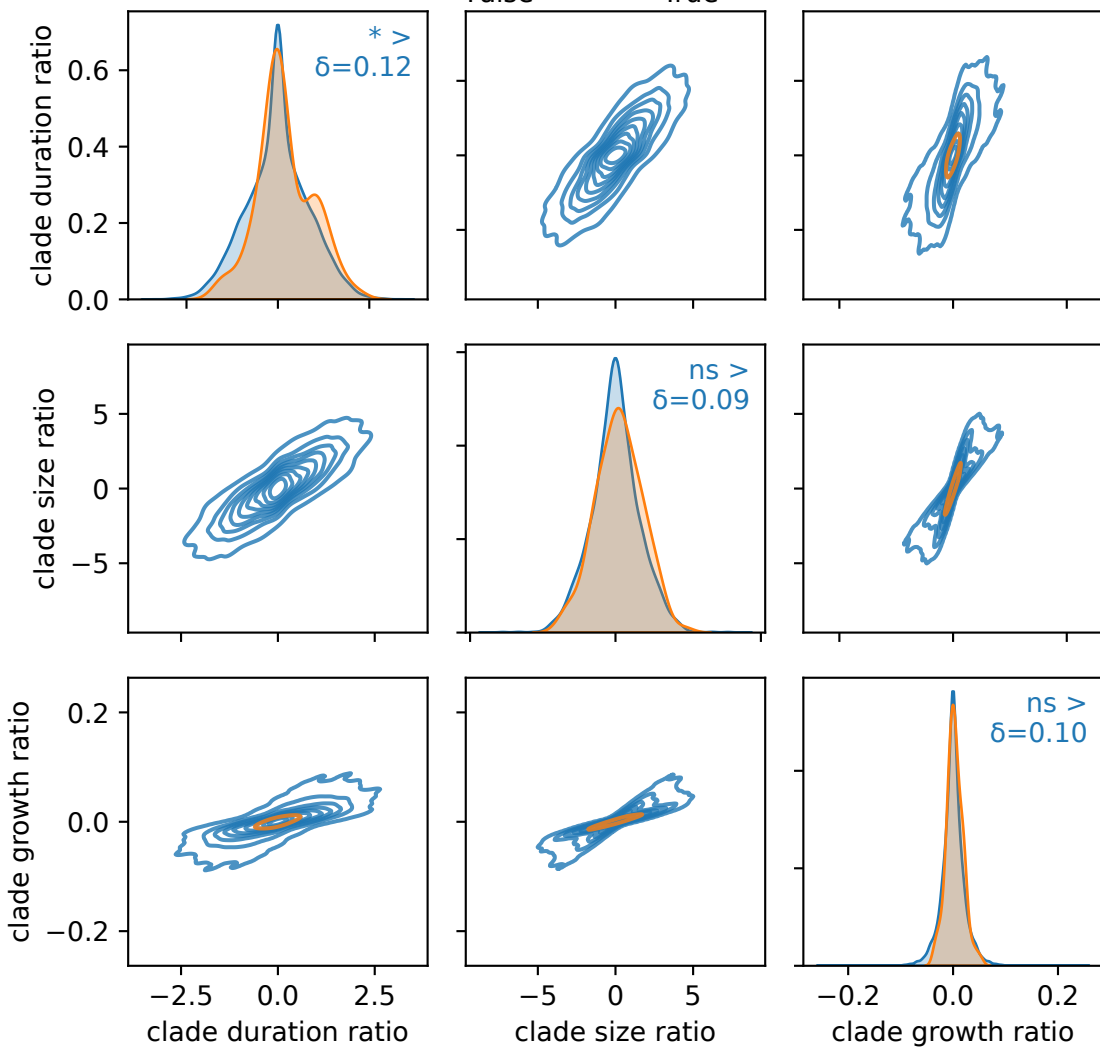 clade duration ratio
0.6
0.4
0.2
0.0
* >
δ=0.12
clade size ratio
5
0
−5
ns >
δ=0.09
clade growth ratio
0.2
0.0
−0.2
ns >
δ=0.10
−2.5 0.0 2.5
−5 0 5
−0.2 0.0 0.2
clade duration ratio
clade size ratio
clade growth ratio